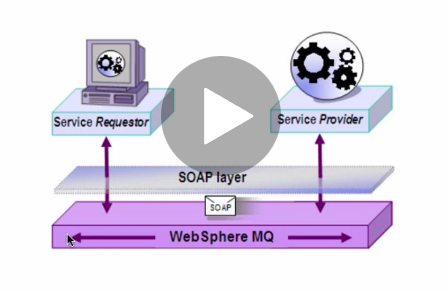 Service Requestor
Service Provider
SOAP layer
SOAP
WebSphere MQ